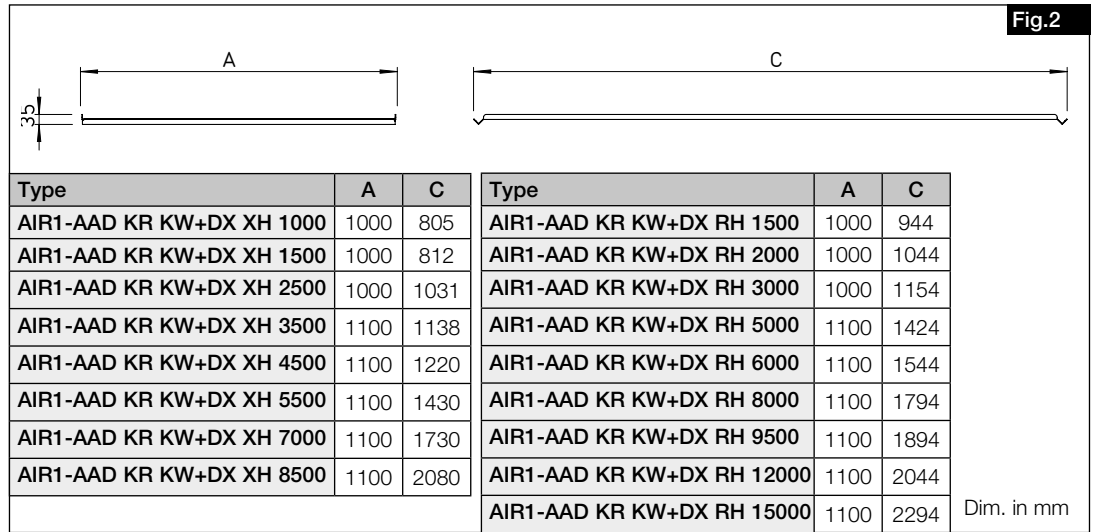 Fig.2
A
C
35
Type A C
AIR1-AAD KR KW+DX XH 1000 1000 805
AIR1-AAD KR KW+DX XH 1500 1000 812
AIR1-AAD KR KW+DX XH 2500 1000 1031
AIR1-AAD KR KW+DX XH 3500 1100 1138
AIR1-AAD KR KW+DX XH 4500 1100 1220
AIR1-AAD KR KW+DX XH 5500 1100 1430
AIR1-AAD KR KW+DX XH 7000 1100 1730
AIR1-AAD KR KW+DX XH 8500 1100 2080
Type A C
AIR1-AAD KR KW+DX RH 1500 1000 944
AIR1-AAD KR KW+DX RH 2000 1000 1044
AIR1-AAD KR KW+DX RH 3000 1000 1154
AIR1-AAD KR KW+DX RH 5000 1100 1424
AIR1-AAD KR KW+DX RH 6000 1100 1544
AIR1-AAD KR KW+DX RH 8000 1100 1794
AIR1-AAD KR KW+DX RH 9500 1100 1894
AIR1-AAD KR KW+DX RH 12000 1100 2044
AIR1-AAD KR KW+DX RH 15000 1100 2294
Dim. in mm